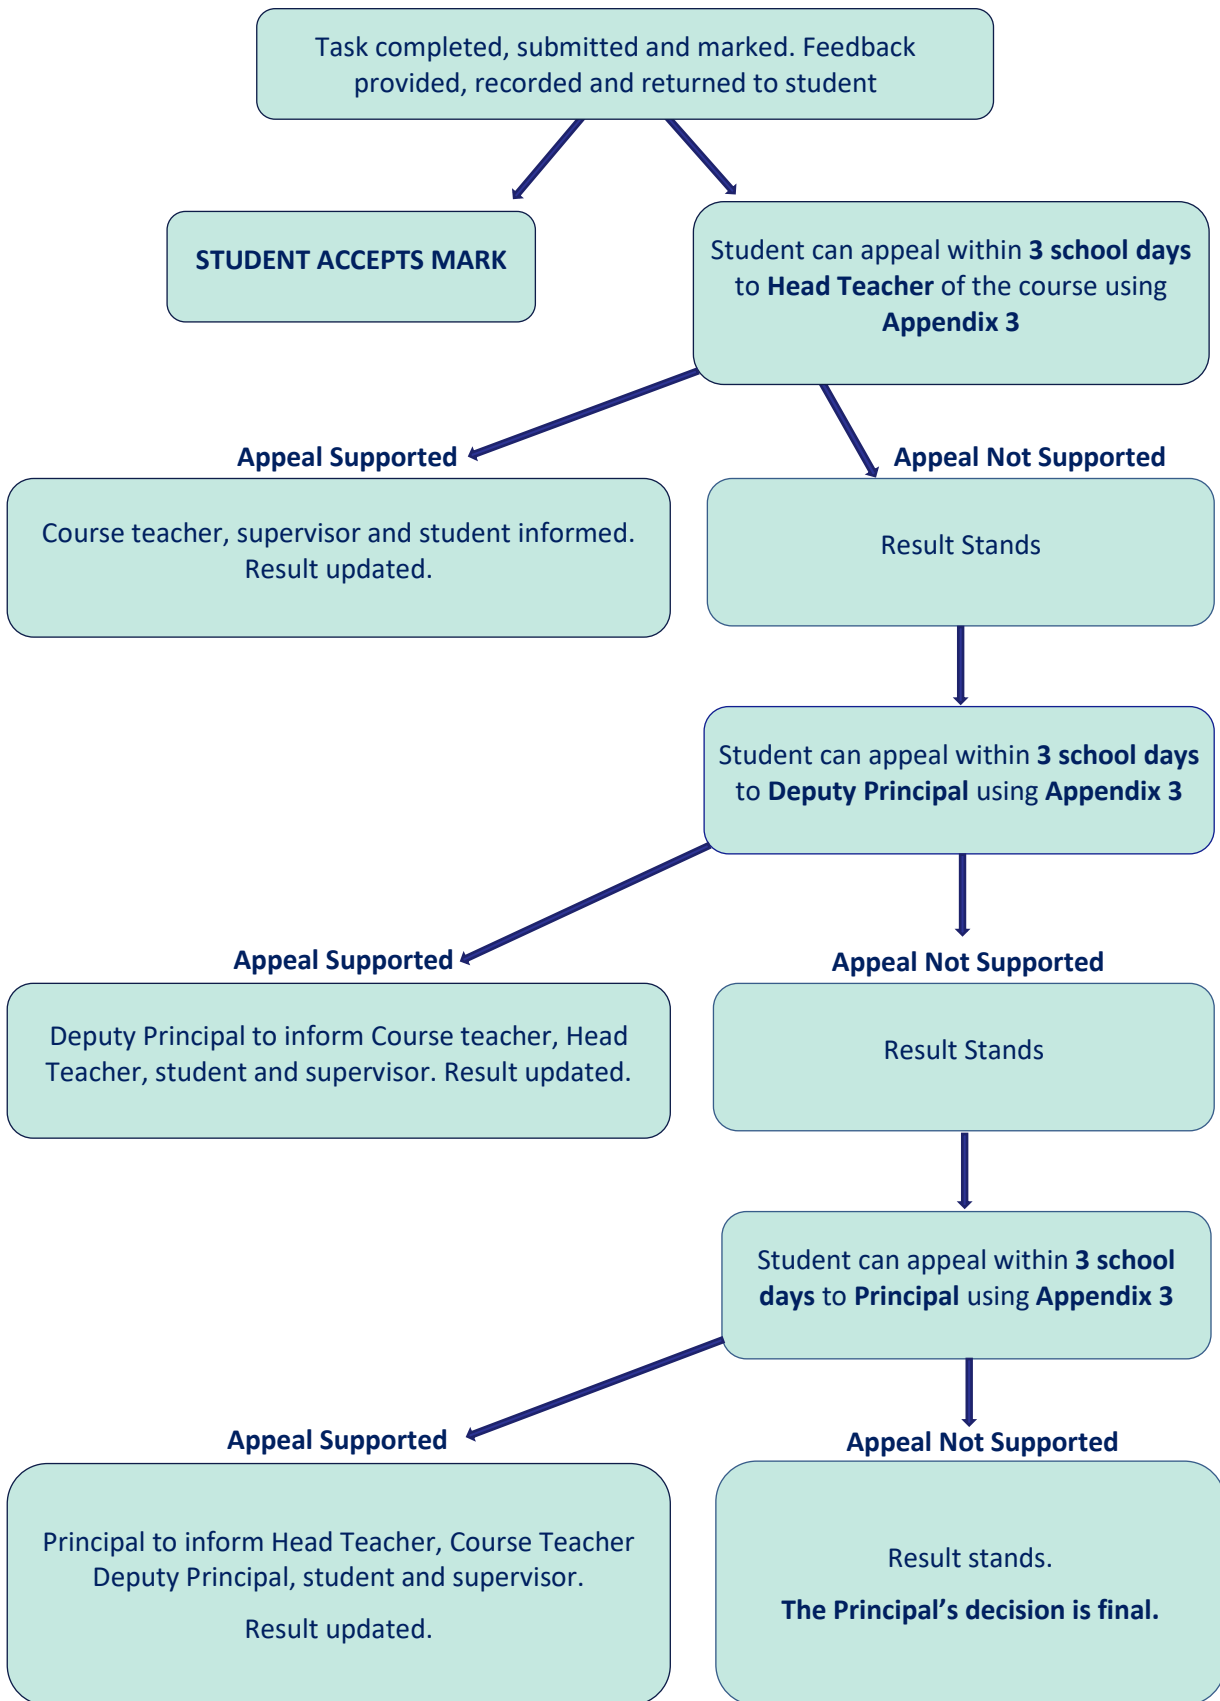 Task completed, submitted and marked. Feedback
provided, recorded and returned to student
STUDENT ACCEPTS MARK
Student can appeal within 3 school days
to Head Teacher of the course using
Appendix 3
Appeal Supported
Appeal Not Supported
Course teacher, supervisor and student informed.
Result updated.
Result Stands
Student can appeal within 3 school days
to Deputy Principal using Appendix 3
Appeal Supported
Appeal Not Supported
Deputy Principal to inform Course teacher, Head
Teacher, student and supervisor. Result updated.
Result Stands
Student can appeal within 3 school
days to Principal using Appendix 3
Appeal Supported
Appeal Not Supported
Principal to inform Head Teacher, Course Teacher
Deputy Principal, student and supervisor.
Result updated.
Result stands.
The Principal’s decision is final.